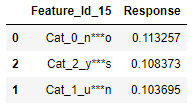 Feature_Id_15 Response
0 Cat_0_n***o 0.113257
2 Cat_2_y***s 0.108373
1 Cat_1_u***n 0.103695